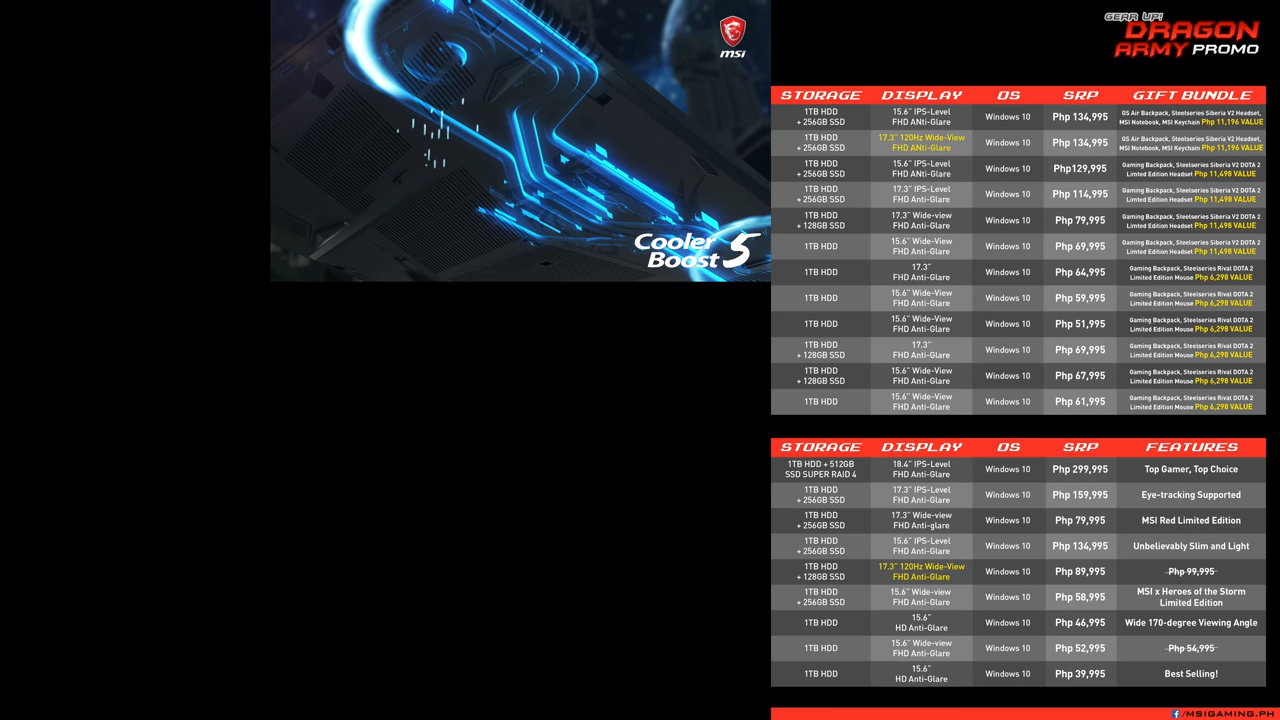 msi
Cooler
Boost 5
GEAR UP!
DRAGON
ARMY PROMO
STORAGE DISPLAY OS SRP GIFT BUNDLE
1TB HDD + 256GB SSD 15.6" IPS-Level FHD ANti-Glare Windows 10 Php 134,995 GS Air Backpack, Steelseries Siberia V2 Headset, MSI Notebook, MSI Keychain Php 11,196 VALUE
1TB HDD + 256GB SSD 17.3" 120Hz Wide-View FHD ANti-Glare Windows 10 Php 134,995 GS Air Backpack, Steelseries Siberia V2 Headset, MSI Notebook, MSI Keychain Php 11,196 VALUE
1TB HDD + 256GB SSD 15.6" IPS-Level FHD ANti-Glare Windows 10 Php129,995 Gaming Backpack, Steelseries Siberia V2 DOTA 2 Limited Edition Headset Php 11,498 VALUE
1TB HDD + 256GB SSD 17.3" IPS-Level FHD Anti-Glare Windows 10 Php 114,995 Gaming Backpack, Steelseries Siberia V2 DOTA 2 Limited Edition Headset Php 11,498 VALUE
1TB HDD + 128GB SSD 17.3" Wide-view FHD Anti-Glare Windows 10 Php 79,995 Gaming Backpack, Steelseries Siberia V2 DOTA 2 Limited Edition Headset Php 11,498 VALUE
1TB HDD 15.6" Wide-View FHD Anti-Glare Windows 10 Php 69,995 Gaming Backpack, Steelseries Siberia V2 DOTA 2 Limited Edition Headset Php 11,498 VALUE
1TB HDD 17.3" FHD Anti-Glare Windows 10 Php 64,995 Gaming Backpack, Steelseries Rival DOTA 2 Limited Edition Mouse Php 6,298 VALUE
1TB HDD 15.6" Wide-View FHD Anti-Glare Windows 10 Php 59,995 Gaming Backpack, Steelseries Rival DOTA 2 Limited Edition Mouse Php 6,298 VALUE
1TB HDD 15.6" Wide-View FHD Anti-Glare Windows 10 Php 51,995 Gaming Backpack, Steelseries Rival DOTA 2 Limited Edition Mouse Php 6,298 VALUE
1TB HDD + 128GB SSD 17.3" FHD Anti-Glare Windows 10 Php 69,995 Gaming Backpack, Steelseries Rival DOTA 2 Limited Edition Mouse Php 6,298 VALUE
1TB HDD + 128GB SSD 15.6" Wide-View FHD Anti-Glare Windows 10 Php 67,995 Gaming Backpack, Steelseries Rival DOTA 2 Limited Edition Mouse Php 6,298 VALUE
1TB HDD 15.6" Wide-View FHD Anti-Glare Windows 10 Php 61,995 Gaming Backpack, Steelseries Rival DOTA 2 Limited Edition Mouse Php 6,298 VALUE
STORAGE DISPLAY OS SRP FEATURES
1TB HDD + 512GB SSD SUPER RAID 4 18.4" IPS-Level FHD Anti-Glare Windows 10 Php 299,995 Top Gamer, Top Choice
1TB HDD + 256GB SSD 17.3" IPS-Level FHD Anti-Glare Windows 10 Php 159,995 Eye-tracking Supported
1TB HDD + 256GB SSD 17.3" Wide-view FHD Anti-glare Windows 10 Php 79,995 MSI Red Limited Edition
1TB HDD + 256GB SSD 15.6" IPS-Level FHD Anti-Glare Windows 10 Php 134,995 Unbelievably Slim and Light
1TB HDD + 128GB SSD 17.3" 120Hz Wide-View FHD Anti-Glare Windows 10 Php 89,995 Php 99,995
1TB HDD + 256GB SSD 15.6" Wide-view FHD Anti-Glare Windows 10 Php 58,995 MSI x Heroes of the Storm Limited Edition
1TB HDD 15.6" HD Anti-Glare Windows 10 Php 46,995 Wide 170-degree Viewing Angle
1TB HDD 15.6" Wide-view FHD Anti-Glare Windows 10 Php 52,995 Php 54,995
1TB HDD 15.6" HD Anti-Glare Windows 10 Php 39,995 Best Selling!
f /MSIGAMING.PH